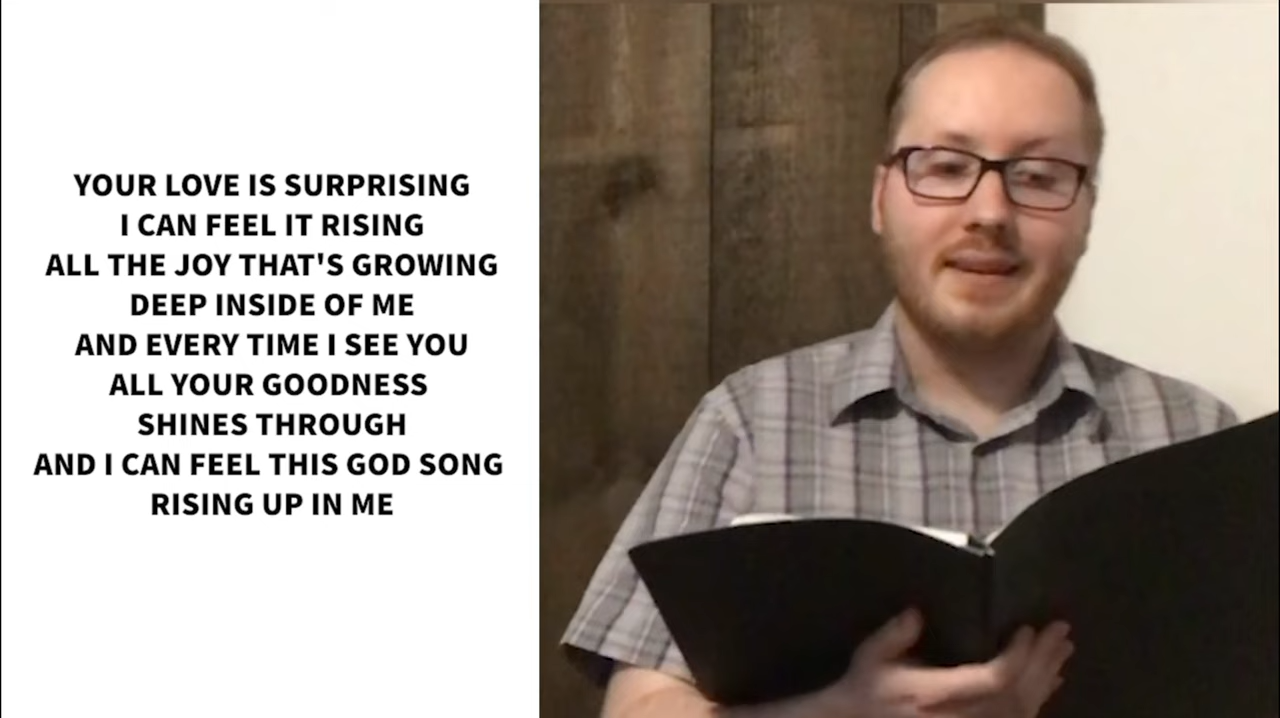 YOUR LOVE IS SURPRISING
I CAN FEEL IT RISING
ALL THE JOY THAT'S GROWING
DEEP INSIDE OF ME
AND EVERY TIME I SEE YOU
ALL YOUR GOODNESS
SHINES THROUGH
AND I CAN FEEL THIS GOD SONG
RISING UP IN ME